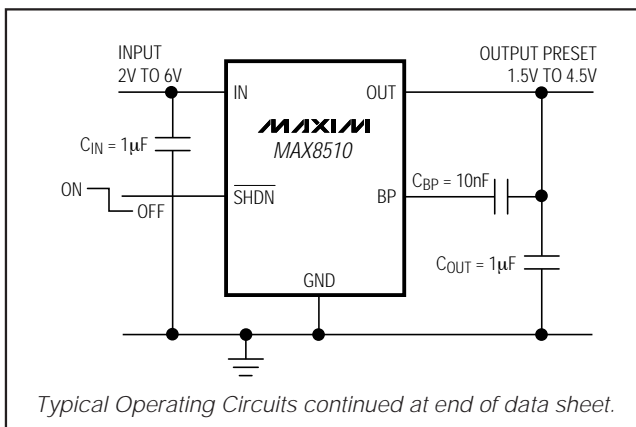 INPUT
2V TO 6V
OUTPUT PRESET
1.5V TO 4.5V
IN
OUT
MAXIM
MAX8510
C_IN = 1µF
ON
OFF
SHDN
BP
C_BP = 10nF
C_OUT = 1µF
GND
Typical Operating Circuits continued at end of data sheet.